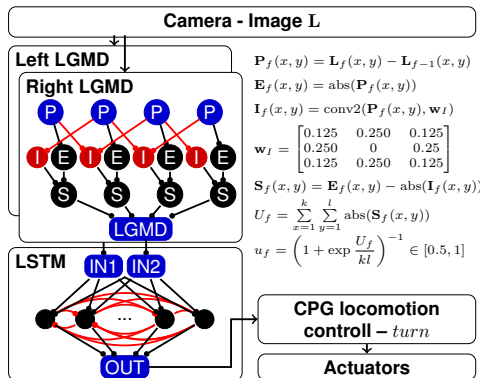 Camera - Image L
Left LGMD
Right LGMD
P P P P
I E I E I E I E
S S S S
LGMD
LSTM
IN1 IN2
...
OUT
P_f(x, y) = L_f(x, y) − L_{f−1}(x, y)
E_f(x, y) = abs(P_f(x, y))
I_f(x, y) = conv2(P_f(x, y), w_I)
w_I = [0.125 0.250 0.125
0.250 0 0.25
0.125 0.250 0.125]
S_f(x, y) = E_f(x, y) − abs(I_f(x, y))
U_f = ∑_{x=1}^{k} ∑_{y=1}^{l} abs(S_f(x, y))
u_f = (1 + exp U_f/kl)^{−1} ∈ [0.5, 1]
CPG locomotion
controll – turn
Actuators